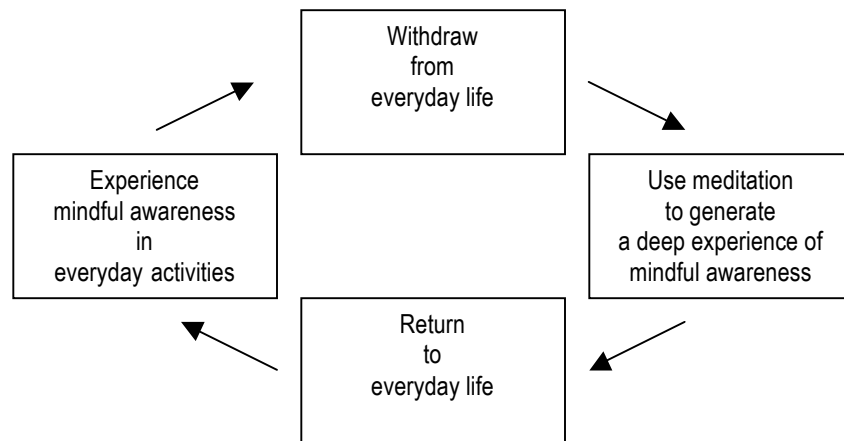 Withdraw
from
everyday life
Experience
mindful awareness
in
everyday activities
Use meditation
to generate
a deep experience of
mindful awareness
Return
to
everyday life